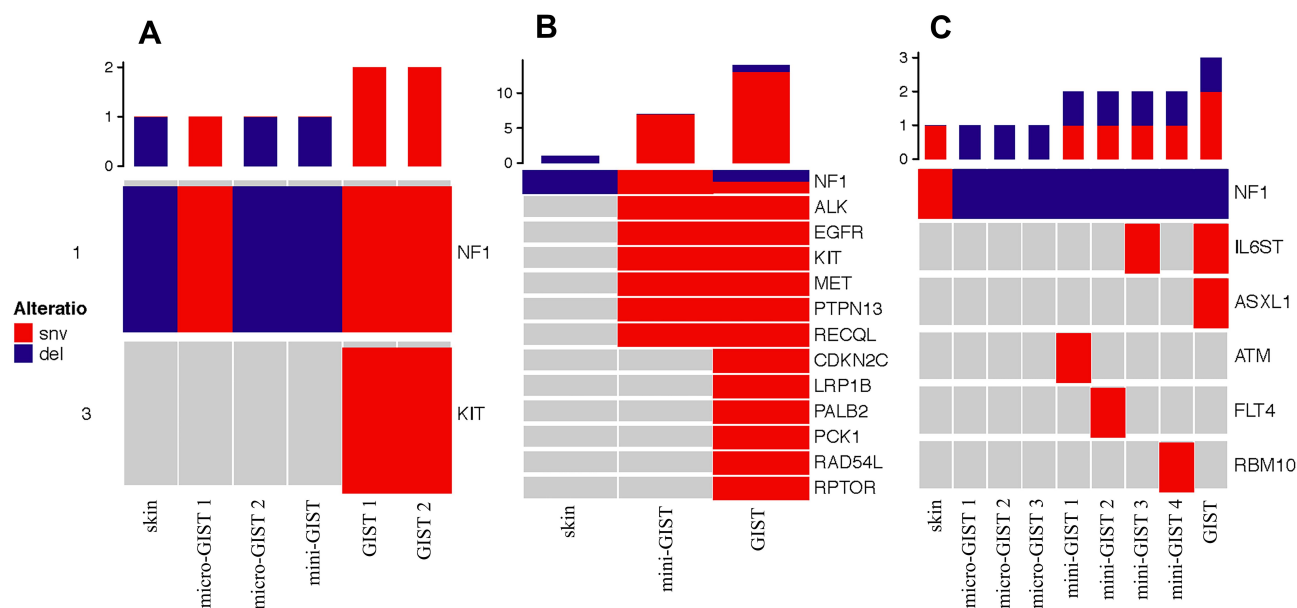 A
2
1
0
1
NF1
Alteratio
snv
del
3
KIT
skin
micro-GIST 1
micro-GIST 2
mini-GIST
GIST 1
GIST 2
B
10
5
0
NF1
ALK
EGFR
KIT
MET
PTPN13
RECQL
CDKN2C
LRP1B
PALB2
PCK1
RAD54L
RPTOR
skin
mini-GIST
GIST
C
3
2
1
0
NF1
IL6ST
ASXL1
ATM
FLT4
RBM10
skin
micro-GIST 1
micro-GIST 2
micro-GIST 3
mini-GIST 1
mini-GIST 2
mini-GIST 3
mini-GIST 4
GIST